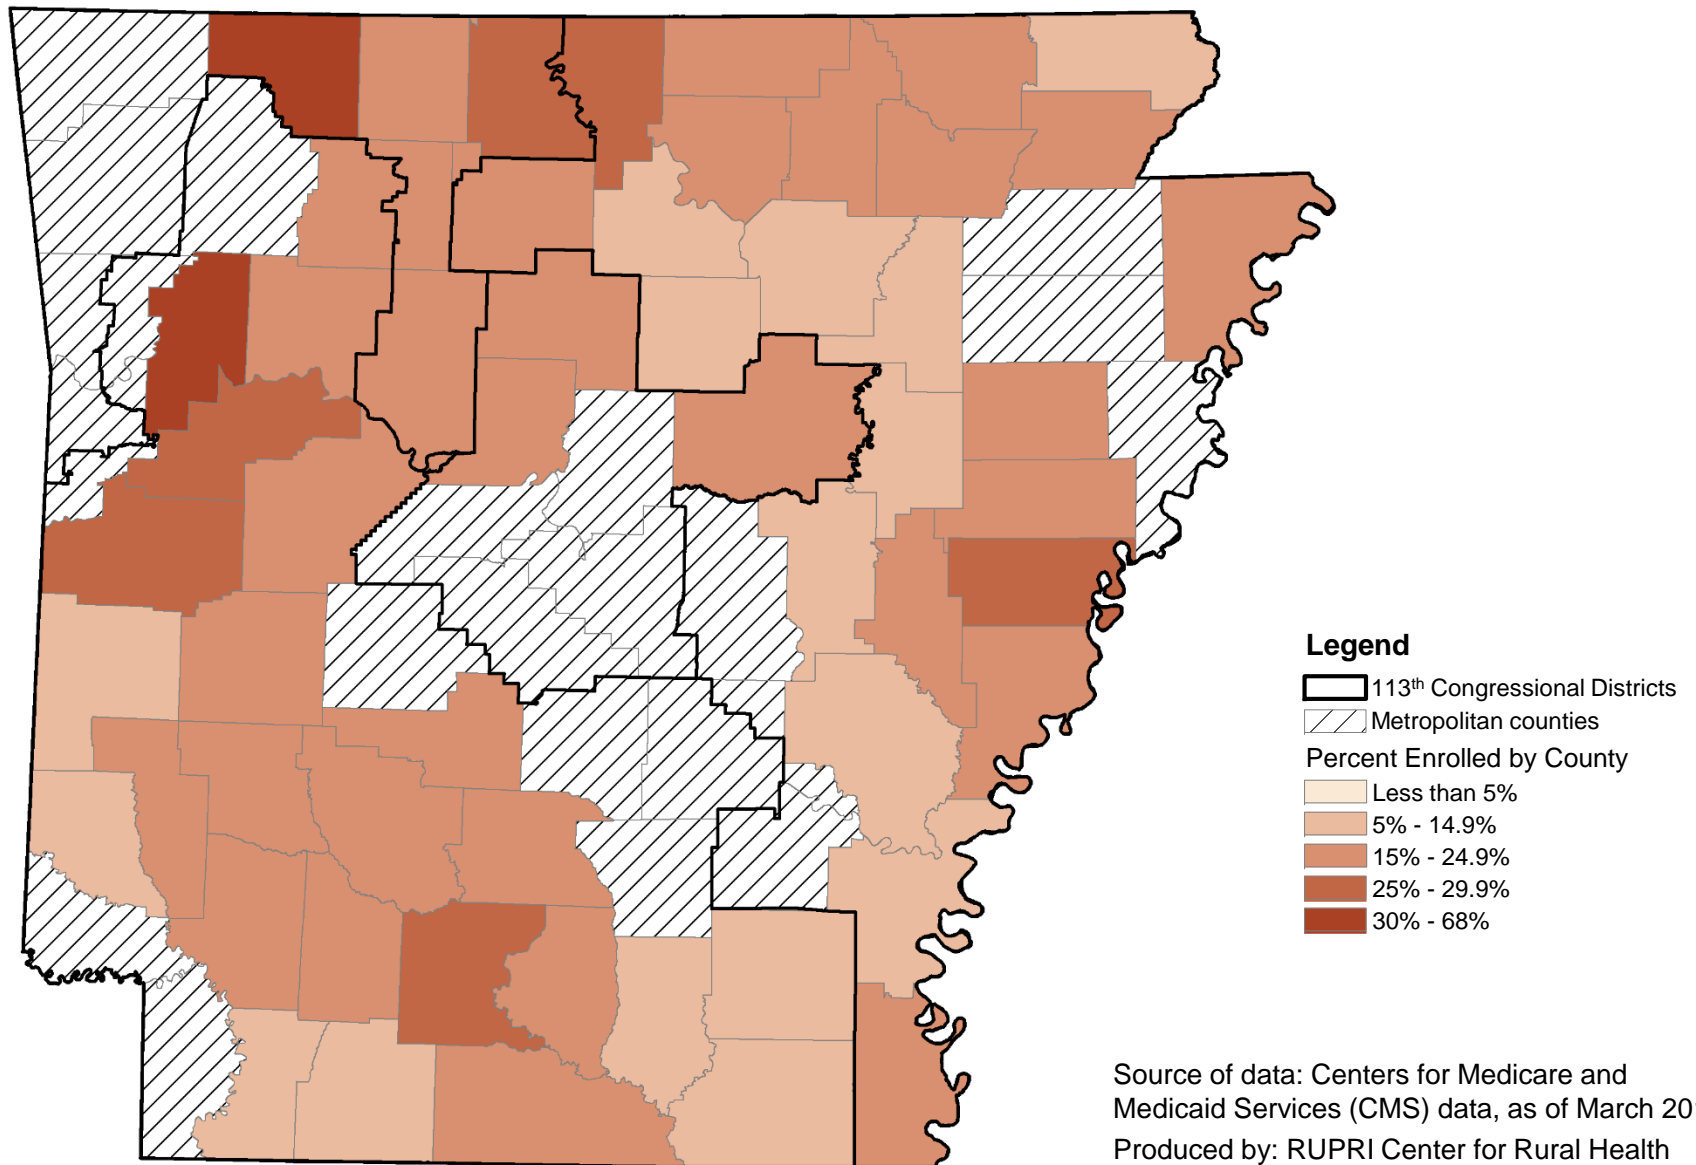 Legend
113th Congressional Districts
Metropolitan counties
Percent Enrolled by County
Less than 5%
5% - 14.9%
15% - 24.9%
25% - 29.9%
30% - 68%
Source of data: Centers for Medicare and
Medicaid Services (CMS) data, as of March
Produced by: RUPRI Center for Rural Health